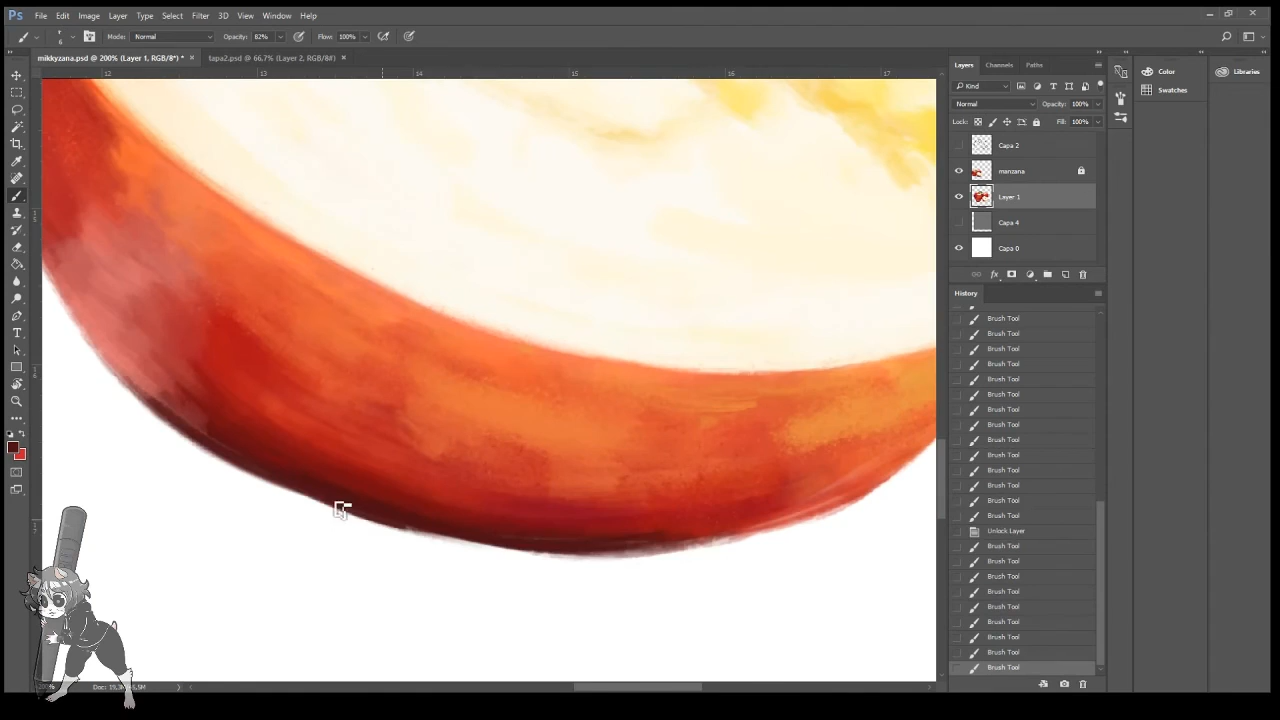 Ps File Edit Image Layer Type Select Filter 3D View Window Help
6 Mode: Normal Opacity: 82% Flow: 100%
mikkyzana.psd @ 200% (Layer 1, RGB/8*) * × tapa2.psd @ 66,7% (Layer 2, RGB/8#) ×
12 13 14 15 16 17
Layers Channels Paths
Kind
Normal Opacity: 100%
Lock: Fill: 100%
Capa 2
manzana
Layer 1
Capa 4
Capa 0
History
Brush Tool
Brush Tool
Brush Tool
Brush Tool
Brush Tool
Brush Tool
Brush Tool
Brush Tool
Brush Tool
Brush Tool
Brush Tool
Brush Tool
Brush Tool
Brush Tool
Unlock Layer
Brush Tool
Brush Tool
Brush Tool
Brush Tool
Brush Tool
Brush Tool
Brush Tool
Brush Tool
Brush Tool
Color
Swatches
Libraries